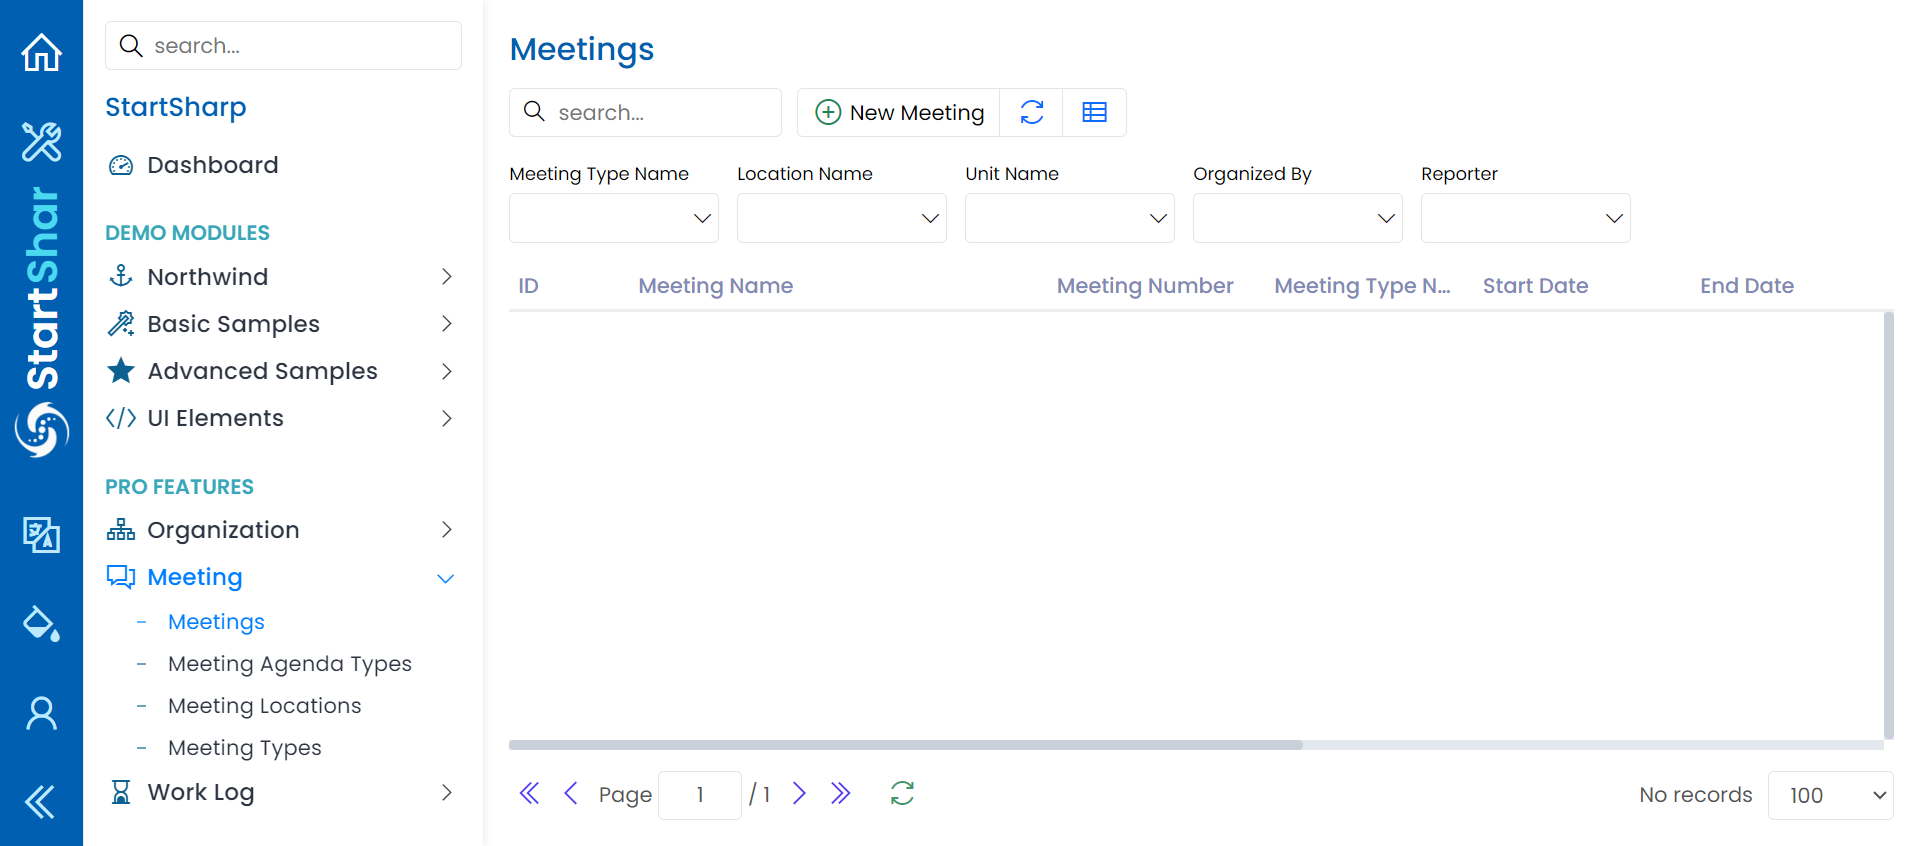 StartShar
search...
StartSharp
Dashboard
DEMO MODULES
Northwind
Basic Samples
Advanced Samples
UI Elements
PRO FEATURES
Organization
Meeting
Meetings
Meeting Agenda Types
Meeting Locations
Meeting Types
Work Log
Meetings
search...
New Meeting
Meeting Type Name Location Name Unit Name Organized By Reporter
ID Meeting Name Meeting Number Meeting Type N... Start Date End Date
Page 1 / 1
No records 100